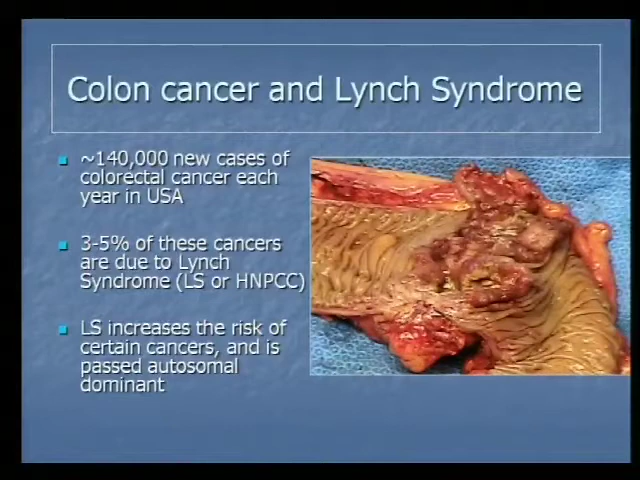 Colon cancer and Lynch Syndrome
~140,000 new cases of
colorectal cancer each
year in USA
3-5% of these cancers
are due to Lynch
Syndrome (LS or HNPCC)
LS increases the risk of
certain cancers, and is
passed autosomal
dominant